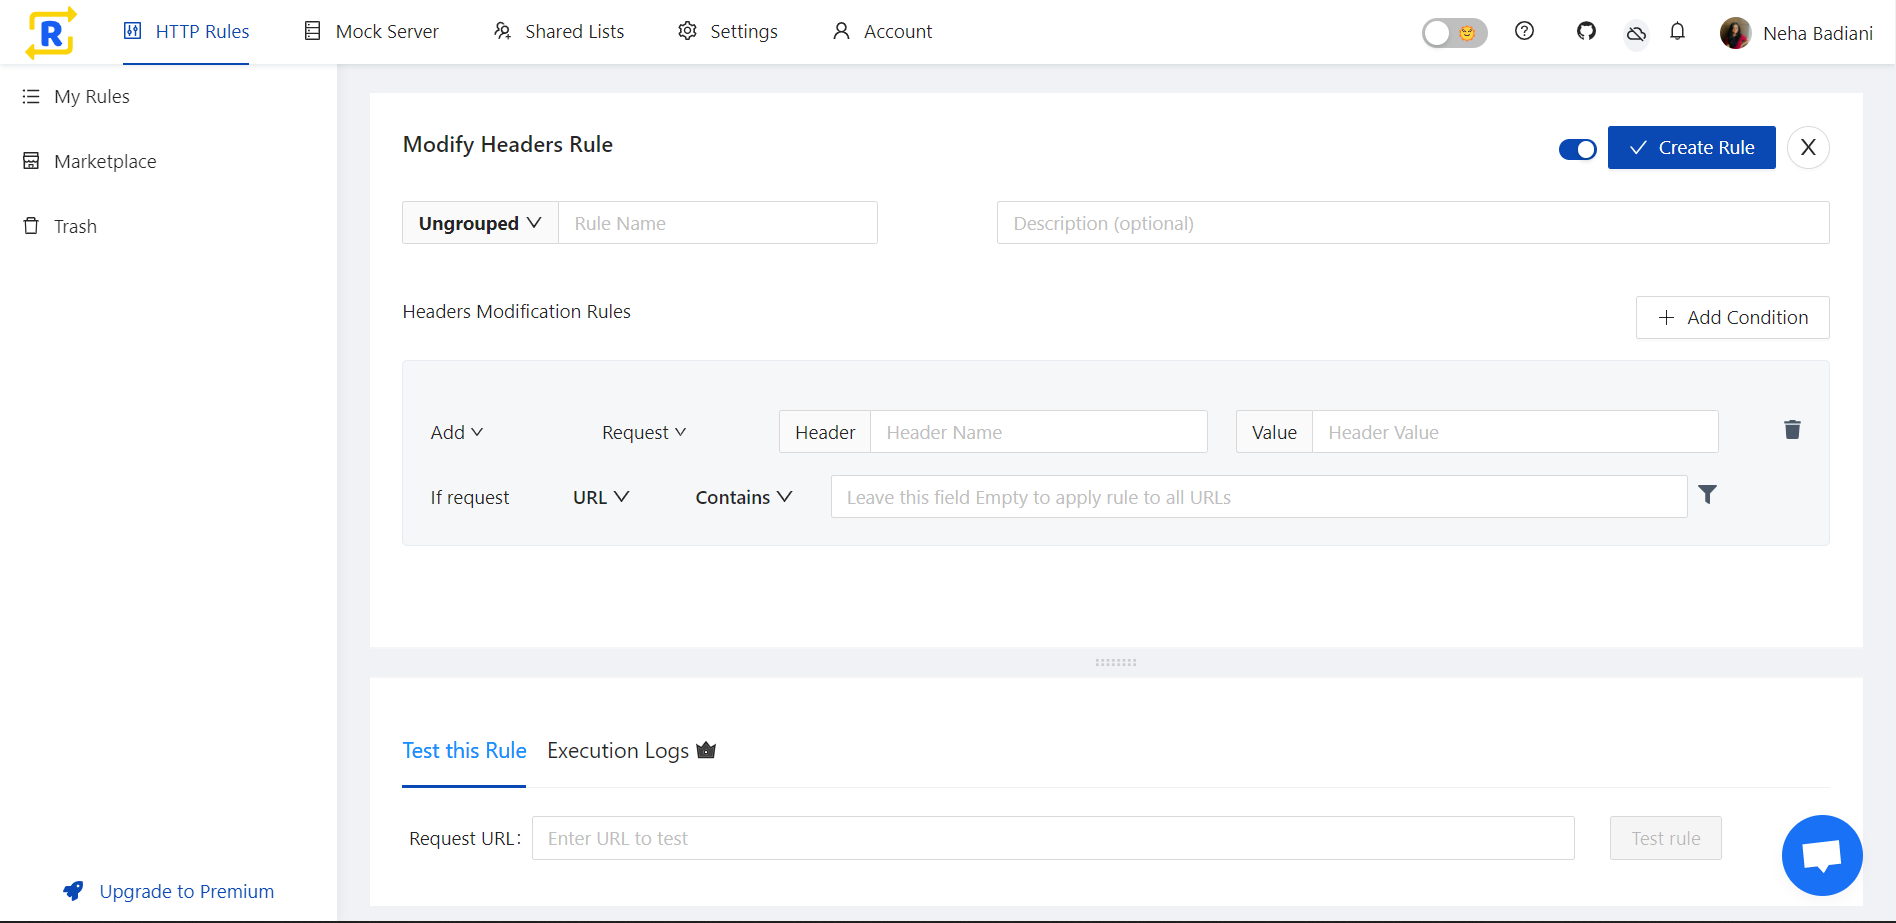 R HTTP Rules Mock Server Shared Lists Settings Account Neha Badiani
My Rules
Marketplace
Trash
Upgrade to Premium
Modify Headers Rule
Create Rule X
Ungrouped Rule Name Description (optional)
Headers Modification Rules
Add Condition
Add Request Header Header Name Value Header Value
If request URL Contains Leave this field Empty to apply rule to all URLs
Test this Rule Execution Logs
Request URL: Enter URL to test Test rule